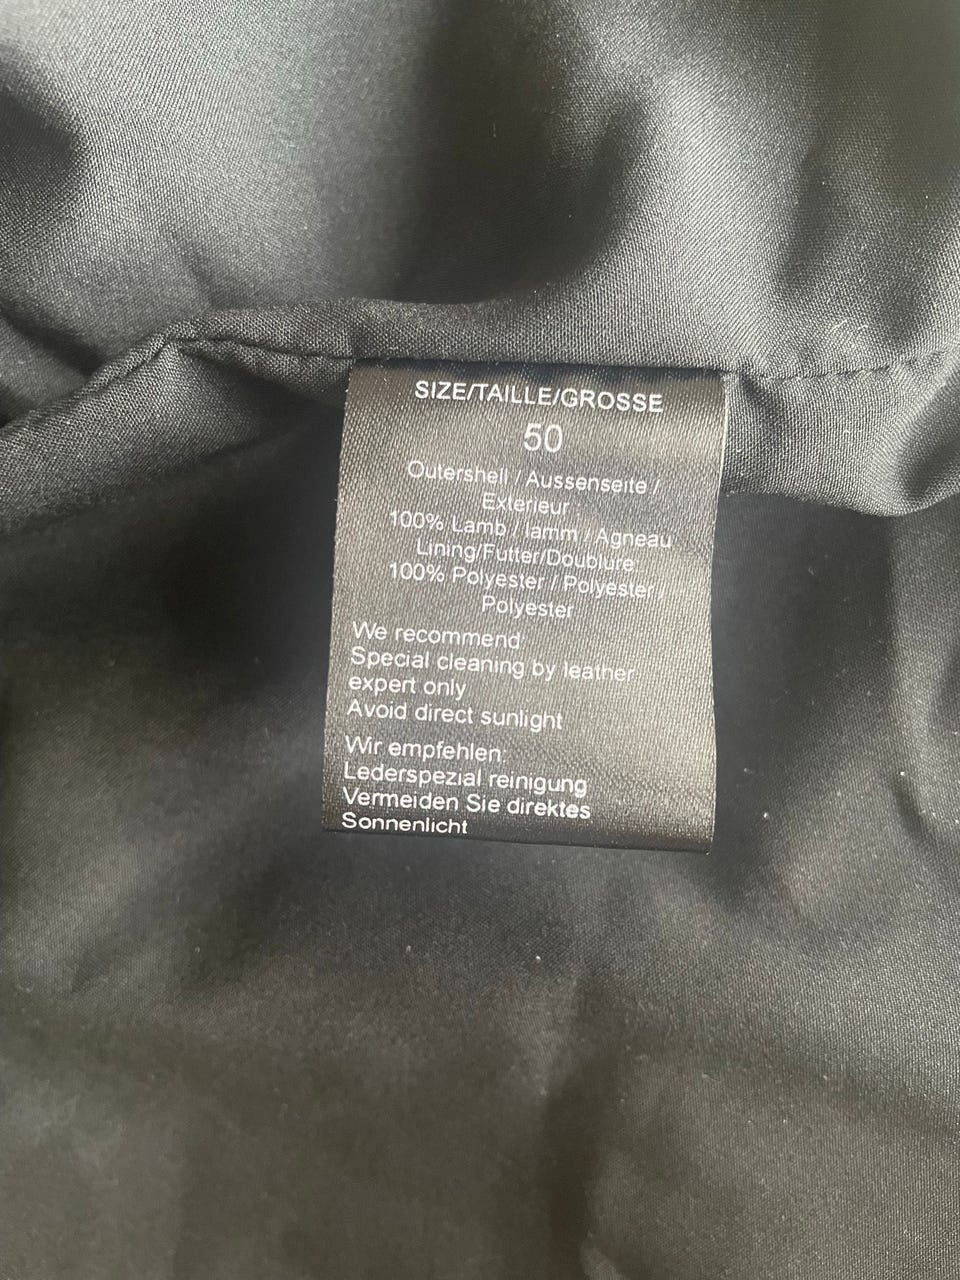 SIZE/TAILLE/GROSSE
50
Outershell / Aussenseite /
Exterieur
100% Lamb / lamm / Agneau
Lining/Futter/Doublure
100% Polyester / Polyester /
Polyester
We recommend
Special cleaning by leather
expert only
Avoid direct sunlight
Wir empfehlen:
Lederspezial reinigung
Vermeiden Sie direktes
Sonnenlicht